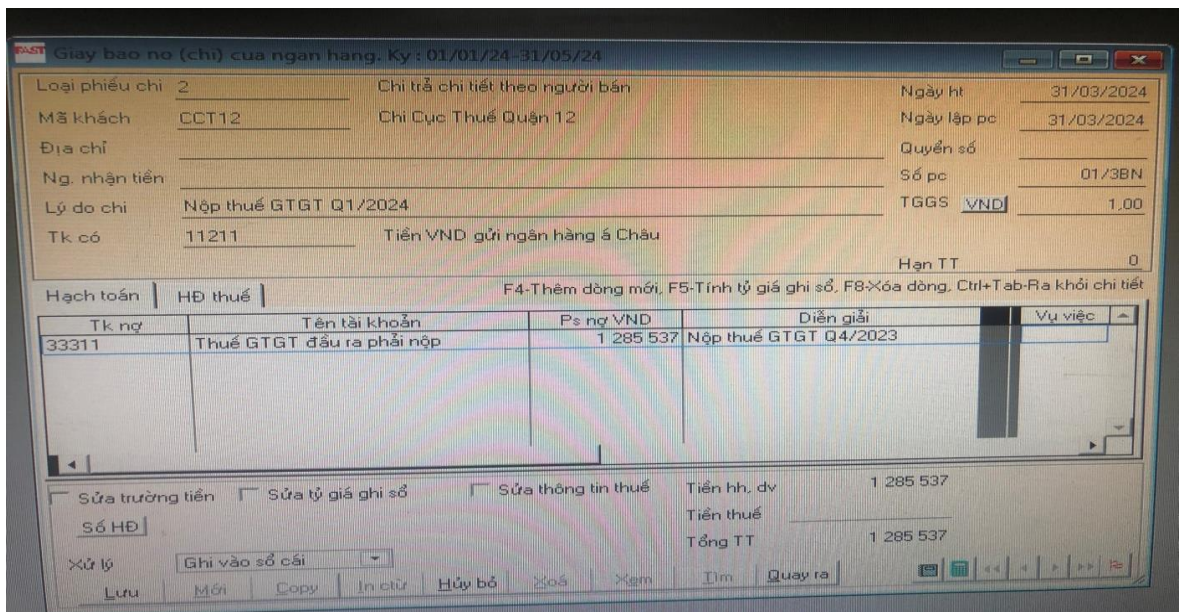 FAST Giay bao no (chi) cua ngan hang. Ky : 01/01/24-31/05/24
Loại phiếu chi 2 Chi trả chi tiết theo người bán Ngày ht 31/03/2024
Mã khách CCT12 Chi Cục Thuế Quận 12 Ngày lập pc 31/03/2024
Địa chỉ Quyển số
Ng. nhận tiền Số pc 01/3BN
Lý do chi Nộp thuế GTGT Q1/2024 TGGS VND 1,00
Tk có 11211 Tiền VND gửi ngân hàng á Châu
Hạn TT 0
Hạch toán HĐ thuế F4-Thêm dòng mới, F5-Tính tỷ giá ghi sổ, F8-Xóa dòng, Ctrl+Tab-Ra khỏi chi tiết
Tk nợ Tên tài khoản Ps nợ VND Diễn giải Vụ việc
33311 Thuế GTGT đầu ra phải nộp 1 285 537 Nộp thuế GTGT Q4/2023
Sửa trường tiền Sửa tỷ giá ghi sổ Sửa thông tin thuế Tiền hh, dv 1 285 537
Số HĐ Tiền thuế
Tổng TT 1 285 537
Xử lý Ghi vào sổ cái
Lưu Mới Copy In ctừ Hủy bỏ Xoá Xem Tìm Quay ra